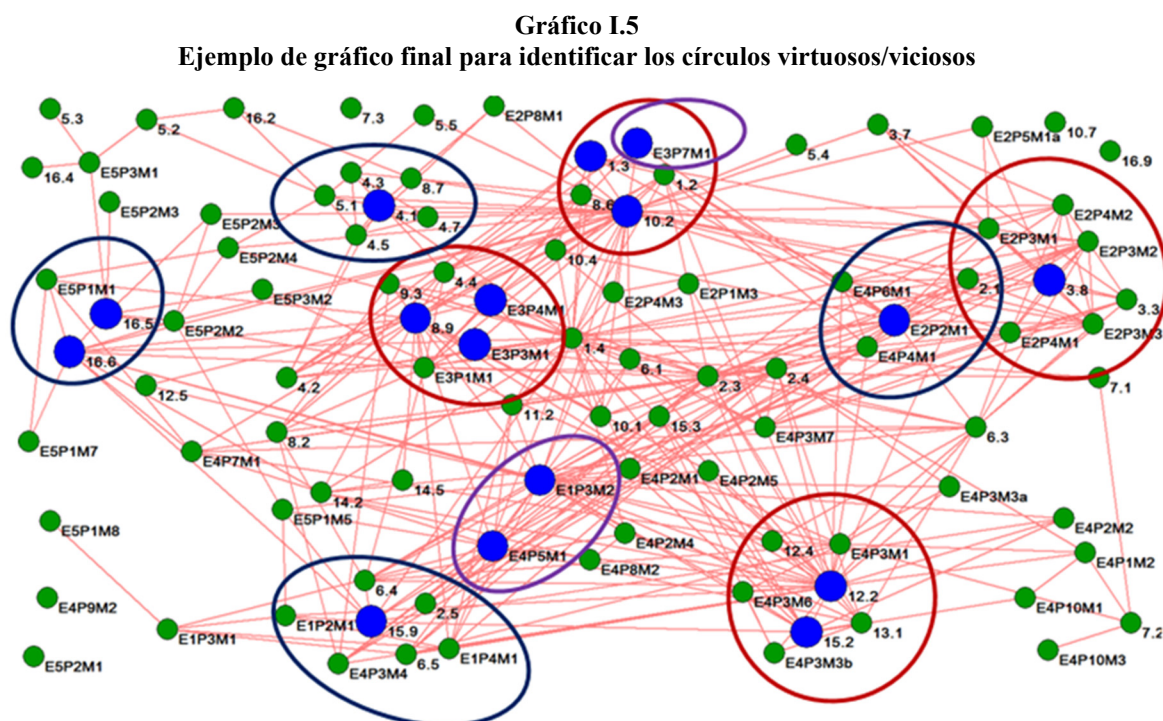 Gráfico I.5
Ejemplo de gráfico final para identificar los círculos virtuosos/viciosos
5.3
5.2
16.2
7.3
5.5
E2P8M1
E3P7M1
5.4
3.7
E2P5M1a
10.7
16.9
16.4
E5P3M1
4.3
8.7
1.3
1.2
E5P2M3
E5P2M3
5.1
4.1
4.7
8.6
10.2
E2P4M2
E5P2M4
4.5
10.4
E2P3M1
E2P3M2
E5P1M1
E5P3M2
9.3
4.4
E3P4M1
E2P4M3
E2P1M3
E4P6M1
2.1
3.8
3.3
16.5
E5P2M2
8.9
E2P2M1
E2P4M1
E2P3M3
16.6
E3P3M1
1.4
E4P4M1
12.5
4.2
E3P1M1
6.1
2.3
2.4
7.1
11.2
10.1
15.3
E4P3M7
6.3
E5P1M7
E4P7M1
8.2
14.2
14.5
E1P3M2
E4P2M1
E4P2M5
E4P3M3a
E5P1M8
E5P1M6
E4P5M1
E4P2M4
12.4
E4P3M1
E4P2M2
E4P8M2
E4P1M2
E4P9M2
6.4
2.5
E4P3M6
12.2
E4P10M1
E1P3M1
E1P2M1
15.9
15.2
13.1
7.2
E5P2M1
E4P3M4
6.5
E1P4M1
E4P3M3b
E4P10M3